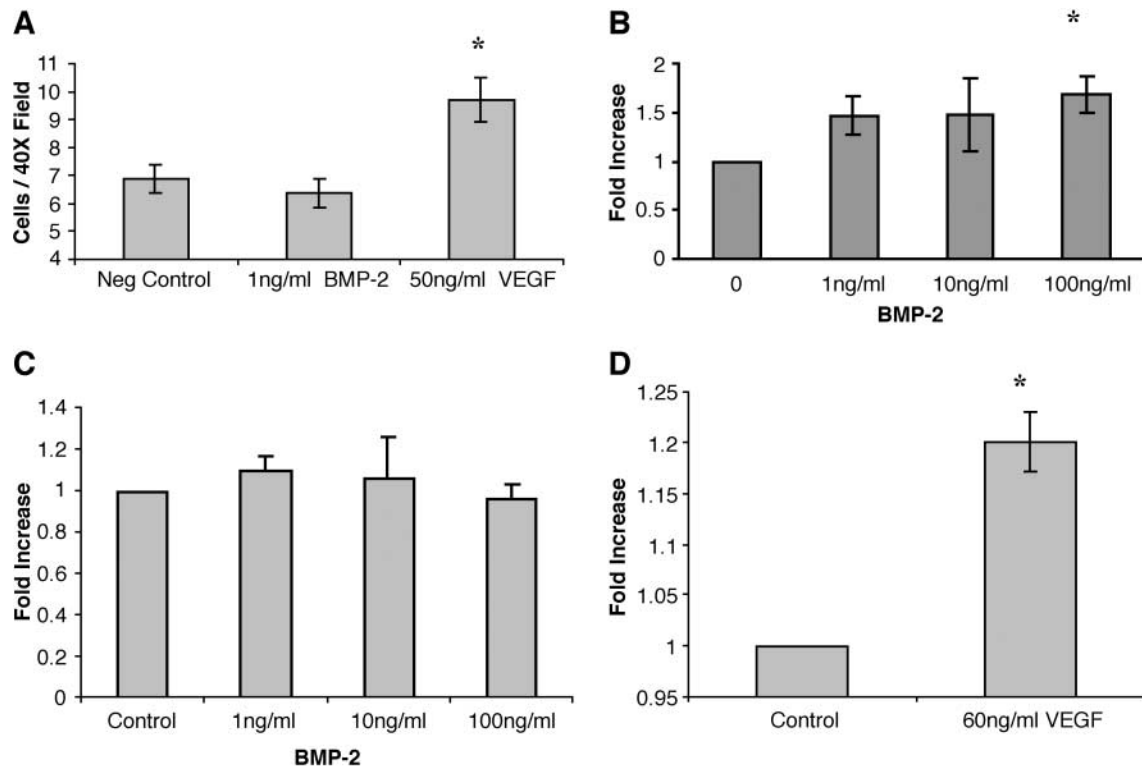 A
*
Cells / 40X Field
11
10
9
8
7
6
5
4
Neg Control 1ng/ml BMP-2 50ng/ml VEGF
B
*
Fold Increase
2
1.5
1
0.5
0
0 1ng/ml 10ng/ml 100ng/ml
BMP-2
C
Fold Increase
1.4
1.2
1
0.8
0.6
0.4
0.2
0
Control 1ng/ml 10ng/ml 100ng/ml
BMP-2
D
*
Fold Increase
1.25
1.2
1.15
1.1
1.05
1
0.95
Control 60ng/ml VEGF